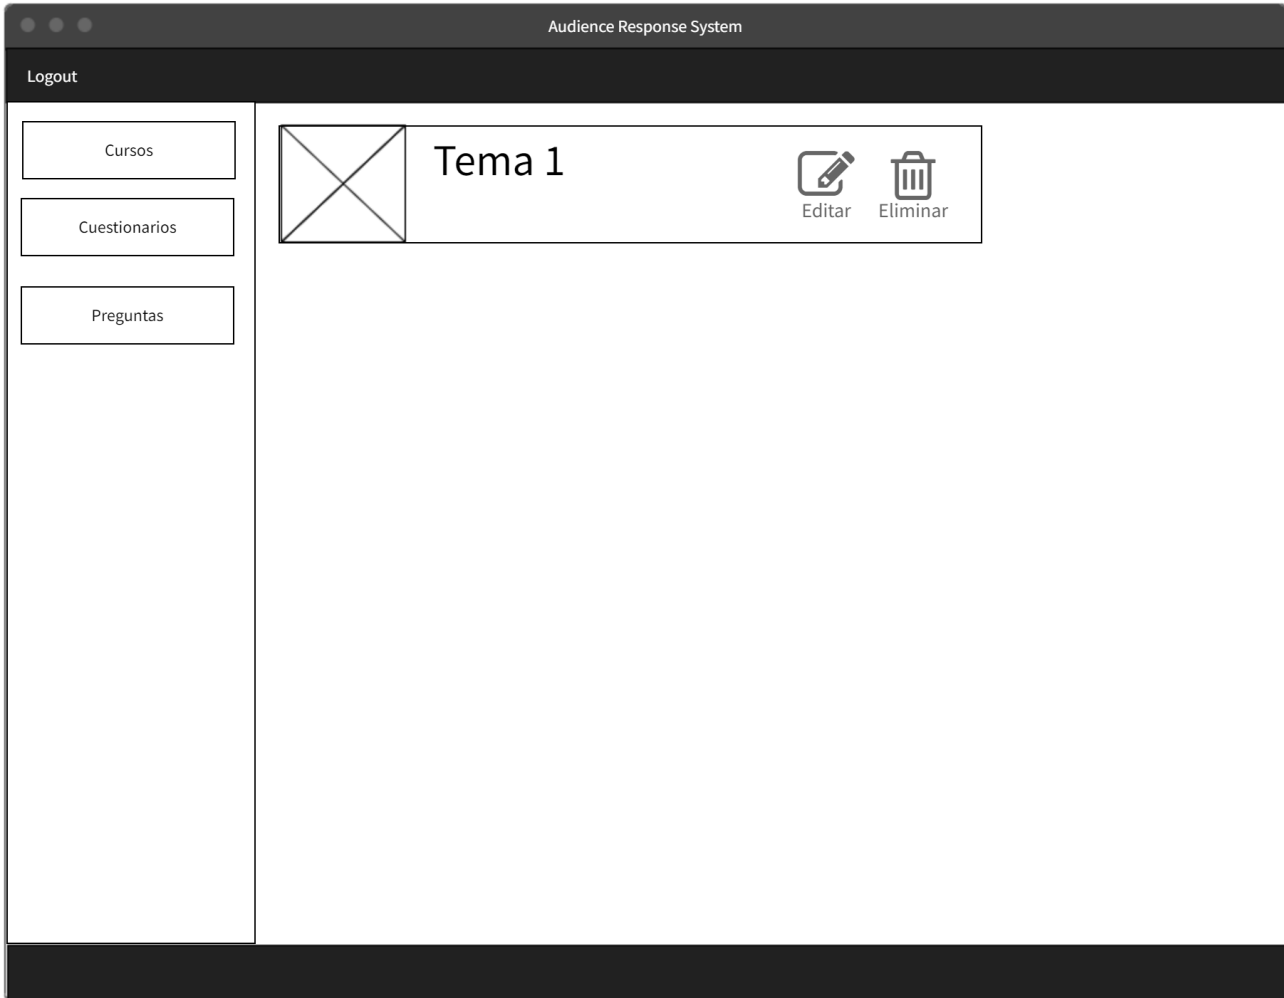 Audience Response System
Logout
Cursos
Cuestionarios
Preguntas
Tema 1
Editar
Eliminar